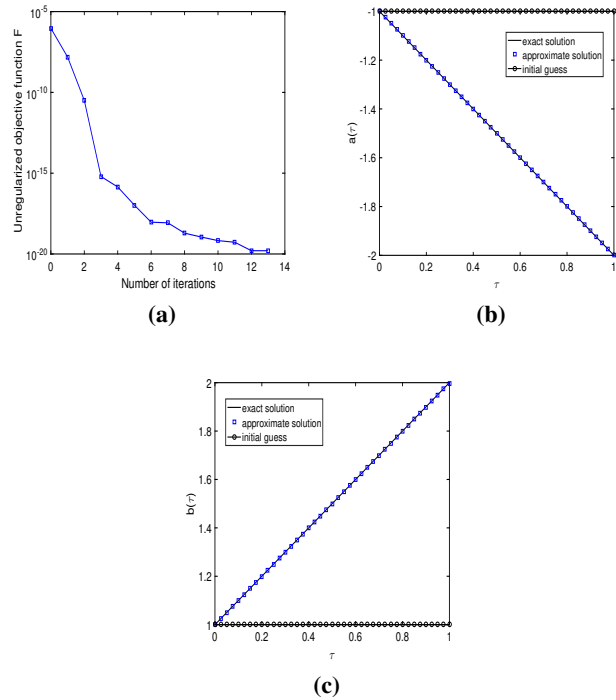 Unregularized objective function F
10^-5
10^-10
10^-15
10^-20
0 2 4 6 8 10 12 14
Number of iterations
(a)
a(τ)
-1
-1.2
-1.4
-1.6
-1.8
-2
exact solution
approximate solution
initial guess
0 0.2 0.4 0.6 0.8 1
τ
(b)
b(τ)
2
1.8
1.6
1.4
1.2
1
exact solution
approximate solution
initial guess
0 0.2 0.4 0.6 0.8 1
τ
(c)